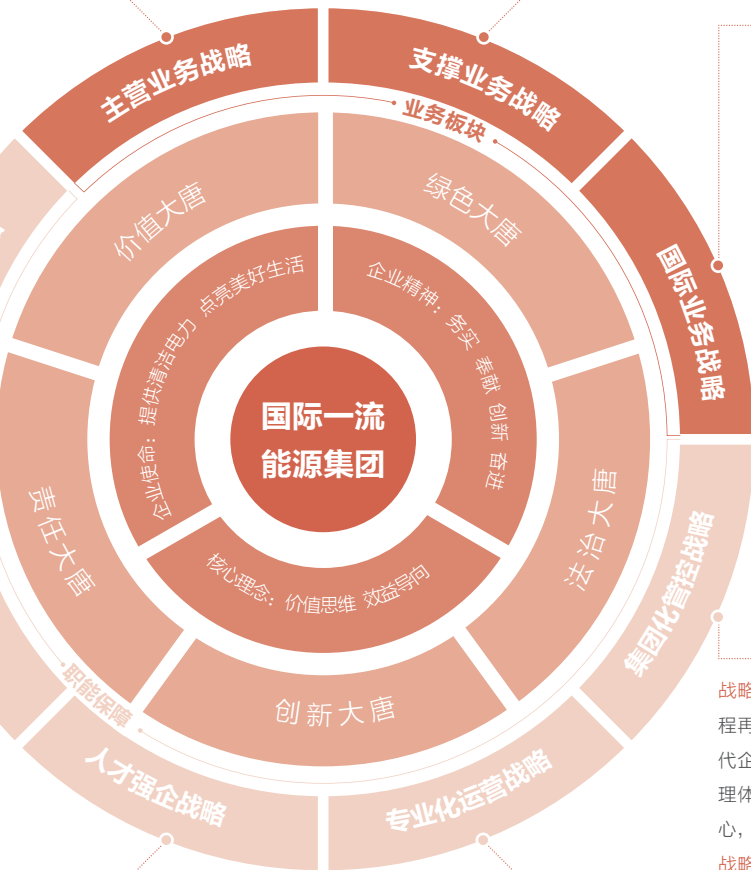 主营业务战略
支撑业务战略
业务板块
国际业务战略
价值大唐
绿色大唐
企业使命：提供清洁电力 点亮美好生活
企业精神：务实 奉献 创新 奋进
国际一流
能源集团
责任大唐
法治大唐
核心理念：价值思维 效益导向
集团化管控战略
创新大唐
职能保障
人才强企战略
专业化运营战略
战略
程再
代企
理体
心，
战略